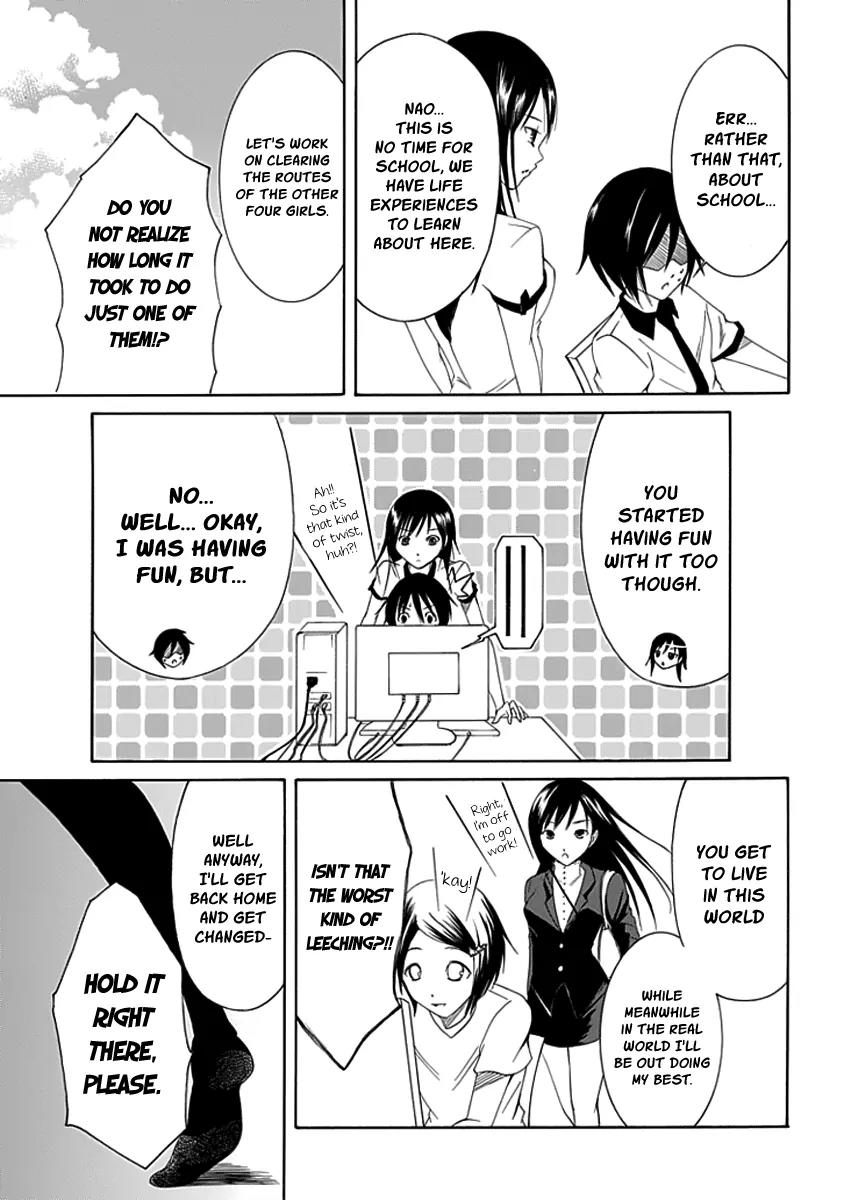 ERR...
RATHER
THAN THAT,
ABOUT
SCHOOL...
NAO...
THIS IS
NO TIME FOR
SCHOOL, WE
HAVE LIFE
EXPERIENCES
TO LEARN
ABOUT HERE.
LET'S WORK
ON CLEARING
THE ROUTES
OF THE OTHER
FOUR GIRLS.
DO YOU
NOT REALIZE
HOW LONG IT
TOOK TO DO
JUST ONE OF
THEM!?
YOU
STARTED
HAVING FUN
WITH IT TOO
THOUGH.
Ah!!
So it's
that kind
of twist,
huh?!
NO...
WELL... OKAY,
I WAS HAVING
FUN, BUT...
YOU GET
TO LIVE
IN THIS
WORLD
WHILE
MEANWHILE
IN THE REAL
WORLD I'LL
BE OUT DOING
MY BEST.
Right,
I'm off
to go
work!
'kay!
ISN'T THAT
THE WORST
KIND OF
LEECHING?!!
WELL
ANYWAY,
I'LL GET
BACK HOME
AND GET
CHANGED-
HOLD IT
RIGHT
THERE,
PLEASE.